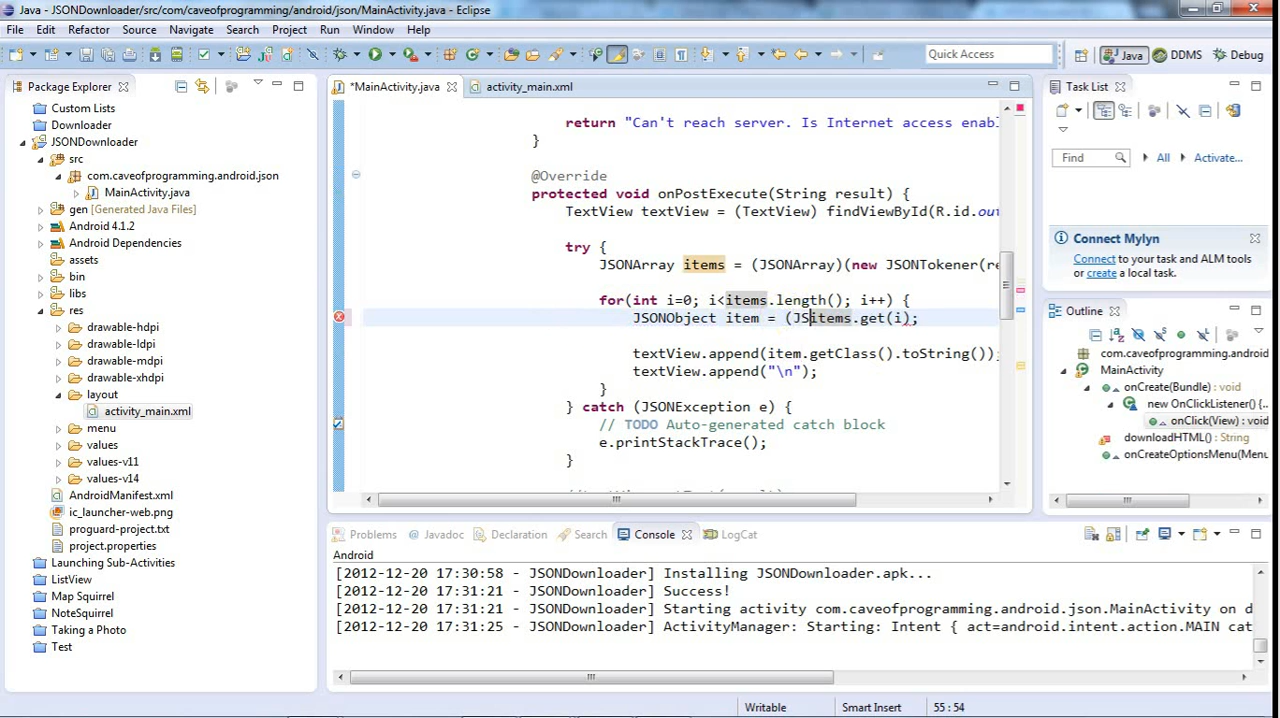 Java - JSONDownloader/src/com/caveofprogramming/android/json/MainActivity.java - Eclipse
File Edit Refactor Source Navigate Search Project Run Window Help
Quick Access
Java
DDMS
Debug
Package Explorer
Custom Lists
Downloader
JSONDownloader
src
com.caveofprogramming.android.json
MainActivity.java
gen [Generated Java Files]
Android 4.1.2
Android Dependencies
assets
bin
libs
res
drawable-hdpi
drawable-ldpi
drawable-mdpi
drawable-xhdpi
layout
activity_main.xml
menu
values
values-v11
values-v14
AndroidManifest.xml
ic_launcher-web.png
proguard-project.txt
project.properties
Launching Sub-Activities
ListView
Map Squirrel
NoteSquirrel
Taking a Photo
Test
*MainActivity.java
activity_main.xml
return "Can't reach server. Is Internet access enabl
}
@Override
protected void onPostExecute(String result) {
TextView textView = (TextView) findViewById(R.id.out
try {
JSONArray items = (JSONArray)(new JSONTokener(re
for(int i=0; i<items.length(); i++) {
JSONObject item = (JSitems.get(i);
textView.append(item.getClass().toString());
textView.append("\n");
}
} catch (JSONException e) {
// TODO Auto-generated catch block
e.printStackTrace();
}
Task List
Find
All
Activate...
Connect Mylyn
Connect to your task and ALM tools
or create a local task.
Outline
com.caveofprogramming.android
MainActivity
onCreate(Bundle) : void
new OnClickListener() {...
onClick(View) : void
downloadHTML() : String
onCreateOptionsMenu(Menu
Problems
@ Javadoc
Declaration
Search
Console
LogCat
Android
[2012-12-20 17:30:58 - JSONDownloader] Installing JSONDownloader.apk...
[2012-12-20 17:31:21 - JSONDownloader] Success!
[2012-12-20 17:31:21 - JSONDownloader] Starting activity com.caveofprogramming.android.json.MainActivity on d
[2012-12-20 17:31:25 - JSONDownloader] ActivityManager: Starting: Intent { act=android.intent.action.MAIN cat
Writable
Smart Insert
55 : 54